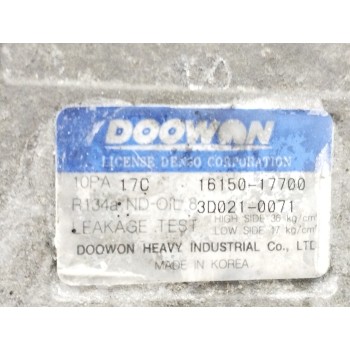 DOOWON
LICENSE DENSO CORPORATION
10PA 17C 16150-17700
R134a ND-OIL 8 3D021-0071
LEAKAGE TEST HIGH SIDE 36 kg/cm²
LOW SIDE 17 kg/cm²
DOOWON HEAVY INDUSTRIAL Co., LTD
MADE IN KOREA